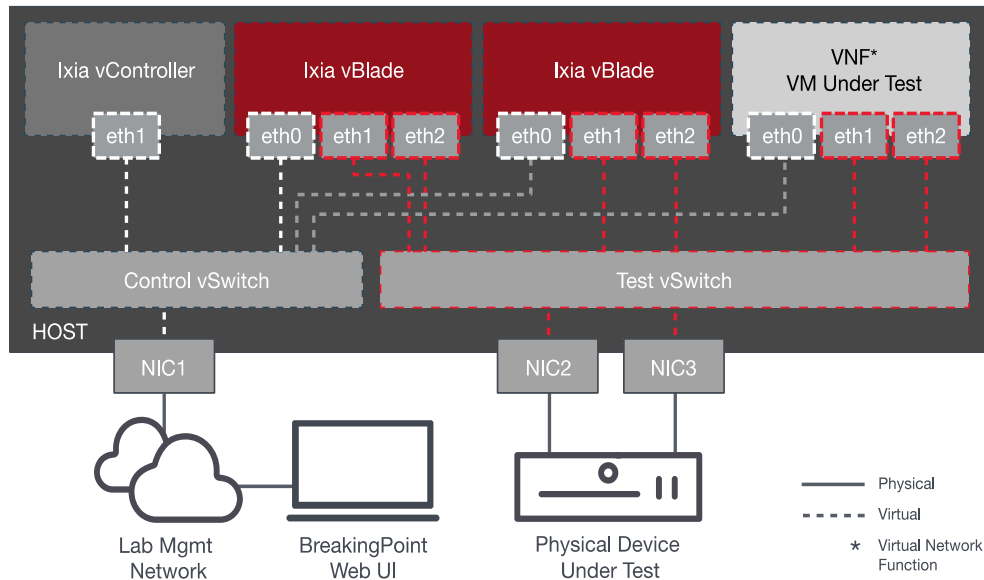 Ixia vController
Ixia vBlade
Ixia vBlade
VNF*
VM Under Test
eth1
eth0
eth1
eth2
eth0
eth1
eth2
eth0
eth1
eth2
Control vSwitch
Test vSwitch
HOST
NIC1
NIC2
NIC3
Lab Mgmt
Network
BreakingPoint
Web UI
Physical Device
Under Test
Physical
Virtual
* Virtual Network
Function